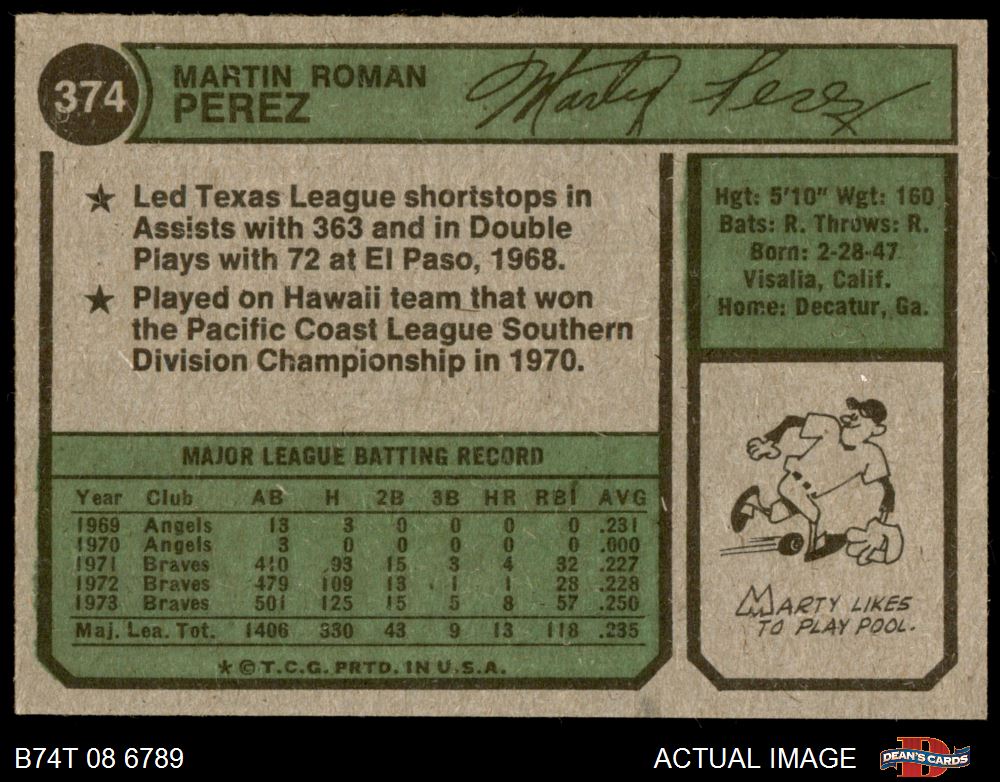 374
MARTIN ROMAN
PEREZ
Marty Perez
★ Led Texas League shortstops in
Assists with 363 and in Double
Plays with 72 at El Paso, 1968.
★ Played on Hawaii team that won
the Pacific Coast League Southern
Division Championship in 1970.
Hgt: 5'10" Wgt: 160
Bats: R. Throws: R.
Born: 2-28-47
Visalia, Calif.
Home: Decatur, Ga.
MAJOR LEAGUE BATTING RECORD
Year Club AB H 2B 3B HR RBI AVG
1969 Angels 13 3 0 0 0 0 .231
1970 Angels 3 0 0 0 0 0 .000
1971 Braves 410 93 15 3 4 32 .227
1972 Braves 479 109 13 1 1 28 .228
1973 Braves 501 125 15 5 8 57 .250
Maj. Lea. Tot. 1406 330 43 9 13 118 .235
★ © T.C.G. PRTD. IN U.S.A.
MARTY LIKES
TO PLAY POOL.
B74T 08 6789
ACTUAL IMAGE
DEAN'S CARDS